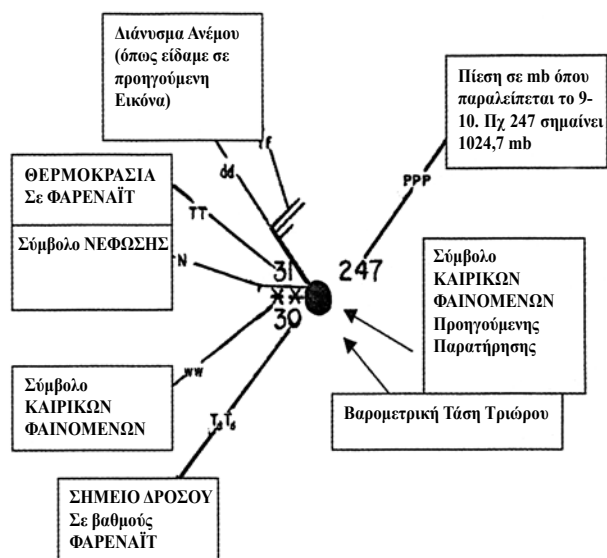 Διάνυσμα Ανέμου
(όπως είδαμε σε
προηγούμενη
Εικόνα)
Πίεση σε mb όπου
παραλείπεται το 9-
10. Πχ 247 σημαίνει
1024,7 mb
ff
dd
PPP
ΘΕΡΜΟΚΡΑΣΙΑ
Σε ΦΑΡΕΝΑΪΤ
TT
Σύμβολο ΝΕΦΩΣΗΣ
N
31
247
30
Σύμβολο
ΚΑΙΡΙΚΩΝ
ΦΑΙΝΟΜΕΝΩΝ
Προηγούμενης
Παρατήρησης
Σύμβολο
ΚΑΙΡΙΚΩΝ
ΦΑΙΝΟΜΕΝΩΝ
ww
Βαρομετρική Τάση Τριώρου
ΣΗΜΕΙΟ ΔΡΟΣΟΥ
Σε βαθμούς
ΦΑΡΕΝΑΪΤ